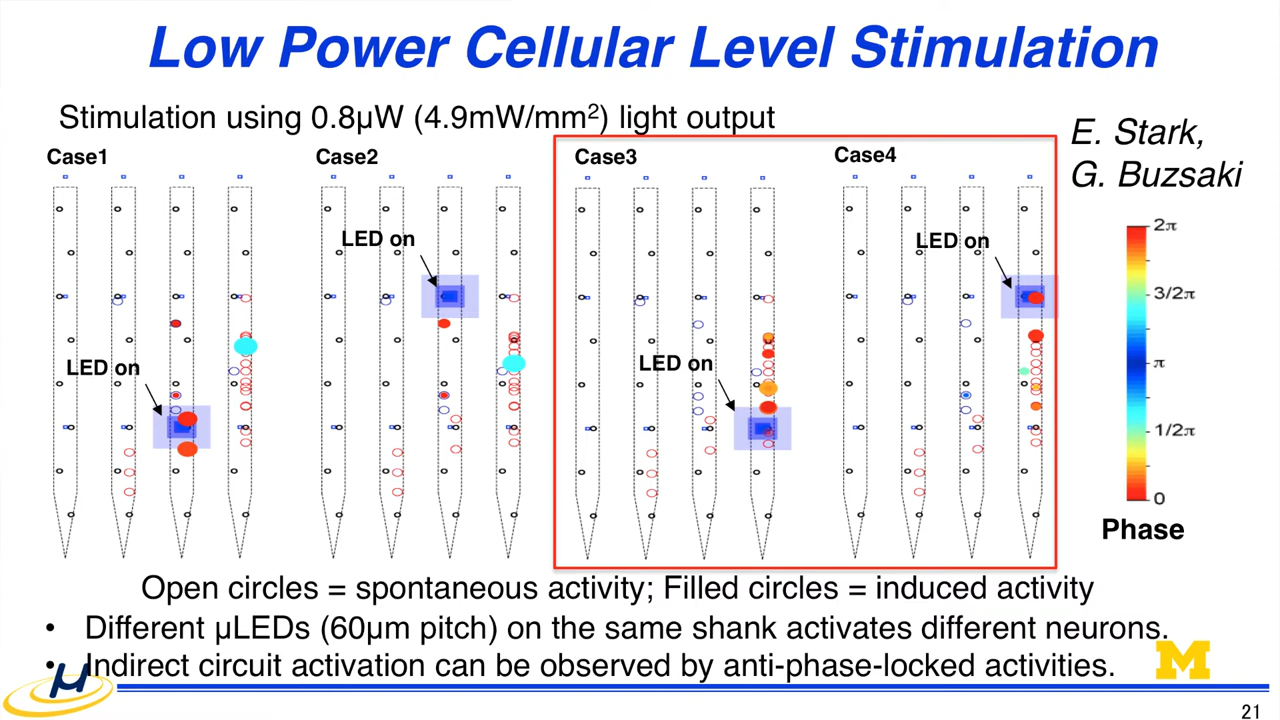 Low Power Cellular Level Stimulation
Stimulation using 0.8µW (4.9mW/mm²) light output
E. Stark,
G. Buzsaki
Case1
Case2
Case3
Case4
LED on
LED on
LED on
LED on
2π
3/2π
π
1/2π
0
Phase
Open circles = spontaneous activity; Filled circles = induced activity
• Different µLEDs (60µm pitch) on the same shank activates different neurons.
• Indirect circuit activation can be observed by anti-phase-locked activities.
µ
M
21